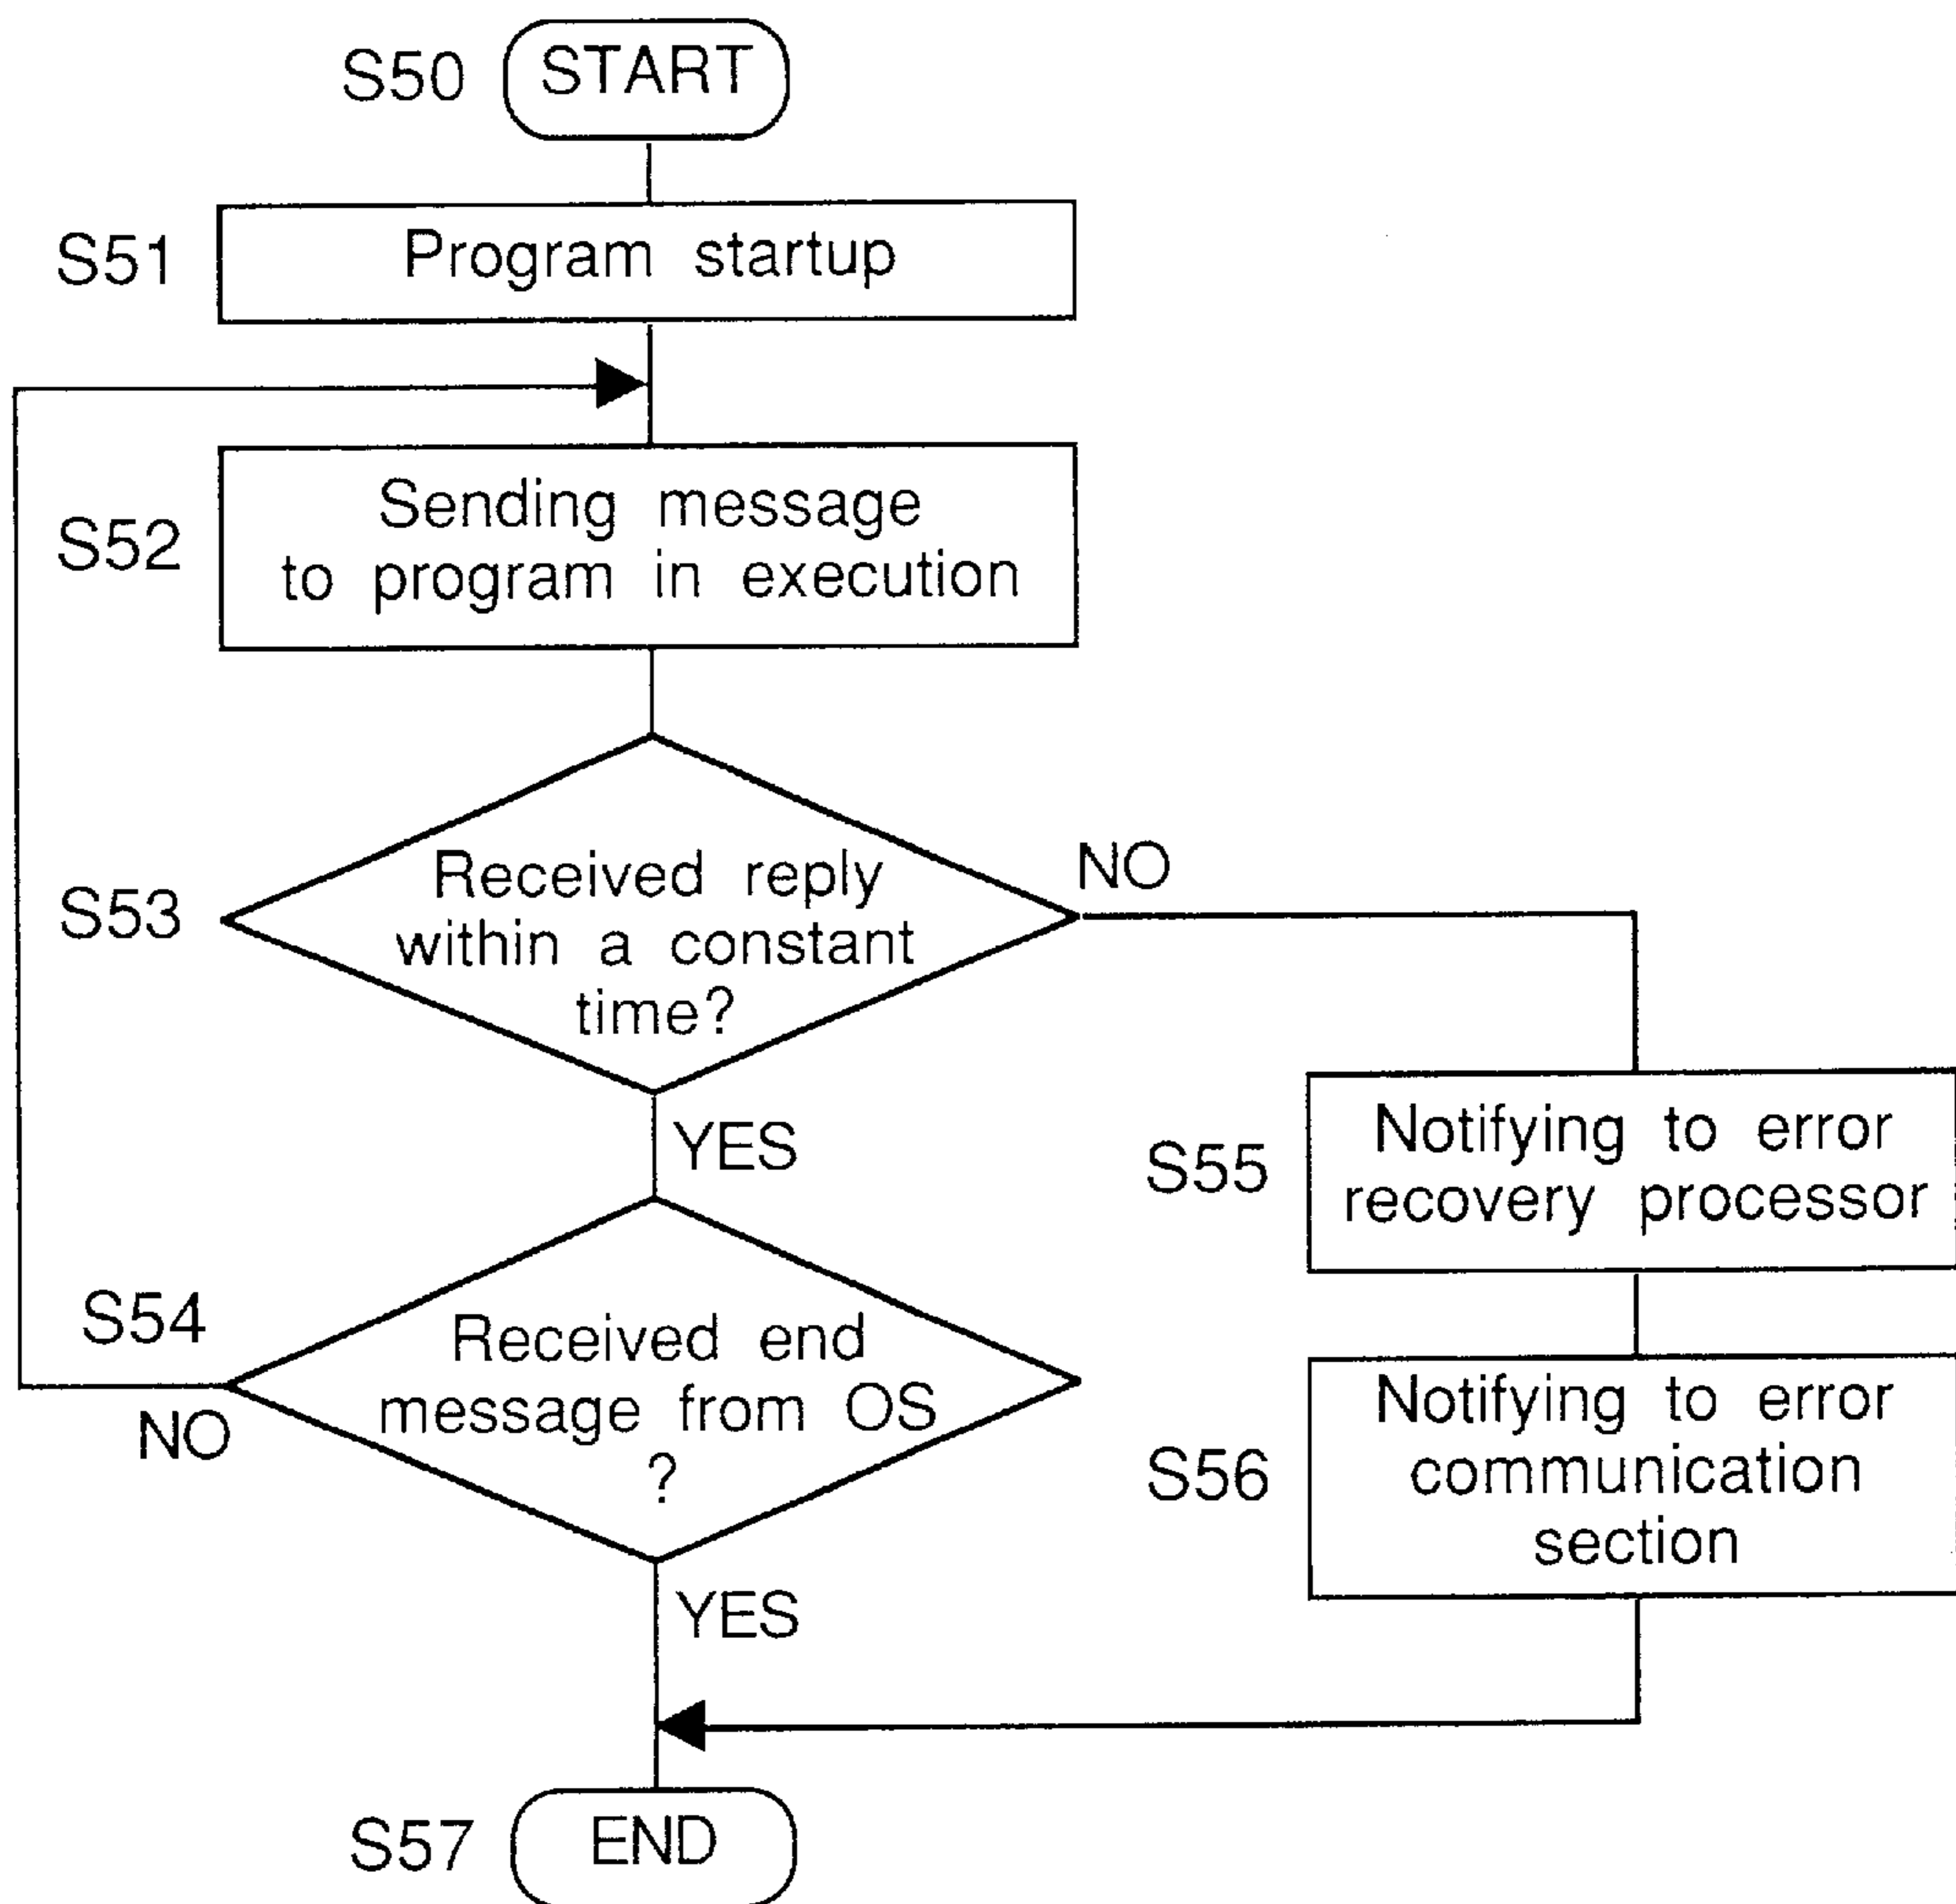 S50 START
S51 Program startup
S52 Sending message
to program in execution
S53 Received reply
within a constant
time?
NO
YES
S54 Received end
message from OS
?
NO
YES
S55 Notifying to error
recovery processor
S56 Notifying to error
communication
section
S57 END